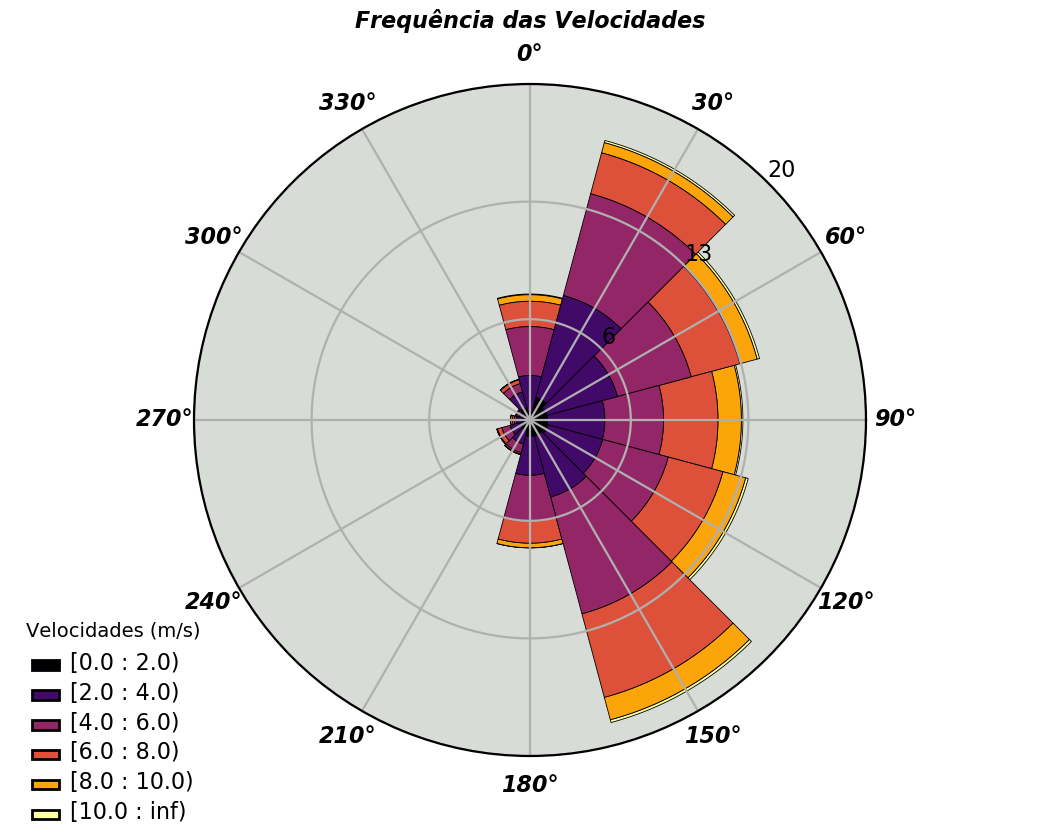 Frequência das Velocidades
0°
330°
30°
20
300°
60°
13
6
270°
90°
240°
120°
210°
150°
180°
Velocidades (m/s)
[0.0 : 2.0)
[2.0 : 4.0)
[4.0 : 6.0)
[6.0 : 8.0)
[8.0 : 10.0)
[10.0 : inf)